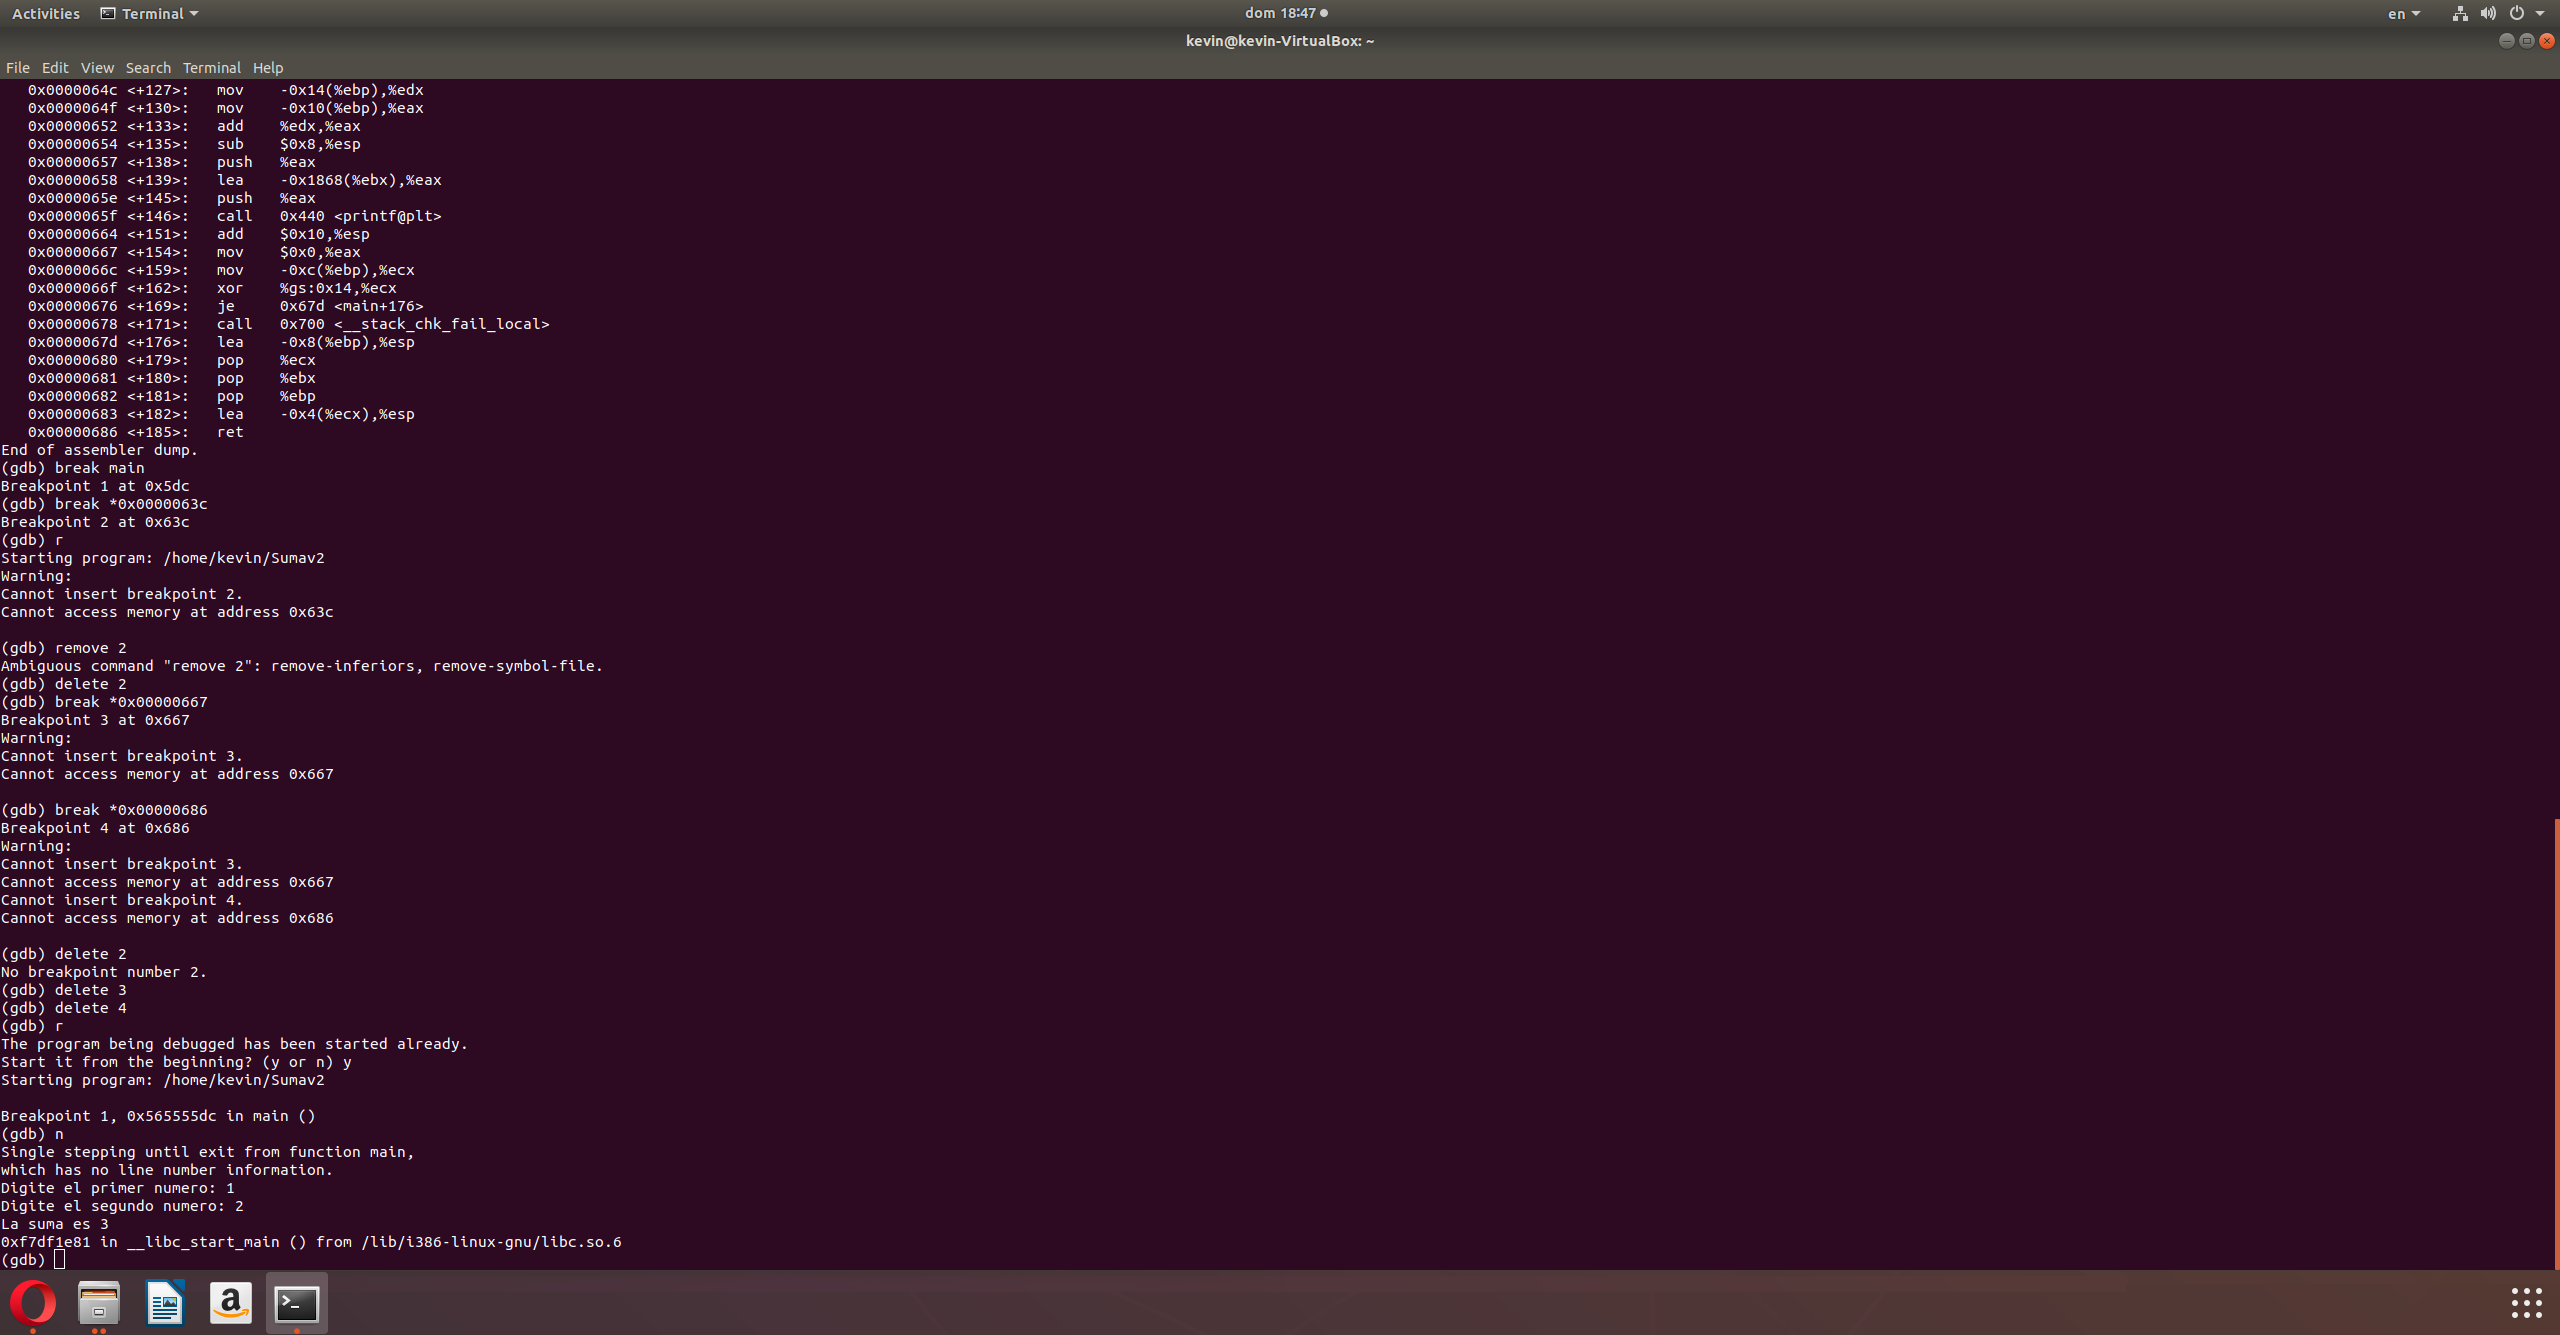 Activities Terminal dom 18:47 en
kevin@kevin-VirtualBox: ~
File Edit View Search Terminal Help
0x0000064c <+127>: mov -0x14(%ebp),%edx
0x0000064f <+130>: mov -0x10(%ebp),%eax
0x00000652 <+133>: add %edx,%eax
0x00000654 <+135>: sub $0x8,%esp
0x00000657 <+138>: push %eax
0x00000658 <+139>: lea -0x1868(%ebx),%eax
0x0000065e <+145>: push %eax
0x0000065f <+146>: call 0x440 <printf@plt>
0x00000664 <+151>: add $0x10,%esp
0x00000667 <+154>: mov $0x0,%eax
0x0000066c <+159>: mov -0xc(%ebp),%ecx
0x0000066f <+162>: xor %gs:0x14,%ecx
0x00000676 <+169>: je 0x67d <main+176>
0x00000678 <+171>: call 0x700 <__stack_chk_fail_local>
0x0000067d <+176>: lea -0x8(%ebp),%esp
0x00000680 <+179>: pop %ecx
0x00000681 <+180>: pop %ebx
0x00000682 <+181>: pop %ebp
0x00000683 <+182>: lea -0x4(%ecx),%esp
0x00000686 <+185>: ret
End of assembler dump.
(gdb) break main
Breakpoint 1 at 0x5dc
(gdb) break *0x0000063c
Breakpoint 2 at 0x63c
(gdb) r
Starting program: /home/kevin/Sumav2
Warning:
Cannot insert breakpoint 2.
Cannot access memory at address 0x63c
(gdb) remove 2
Ambiguous command "remove 2": remove-inferiors, remove-symbol-file.
(gdb) delete 2
(gdb) break *0x00000667
Breakpoint 3 at 0x667
Warning:
Cannot insert breakpoint 3.
Cannot access memory at address 0x667
(gdb) break *0x00000686
Breakpoint 4 at 0x686
Warning:
Cannot insert breakpoint 3.
Cannot access memory at address 0x667
Cannot insert breakpoint 4.
Cannot access memory at address 0x686
(gdb) delete 2
No breakpoint number 2.
(gdb) delete 3
(gdb) delete 4
(gdb) r
The program being debugged has been started already.
Start it from the beginning? (y or n) y
Starting program: /home/kevin/Sumav2
Breakpoint 1, 0x565555dc in main ()
(gdb) n
Single stepping until exit from function main,
which has no line number information.
Digite el primer numero: 1
Digite el segundo numero: 2
La suma es 3
0xf7df1e81 in __libc_start_main () from /lib/i386-linux-gnu/libc.so.6
(gdb)